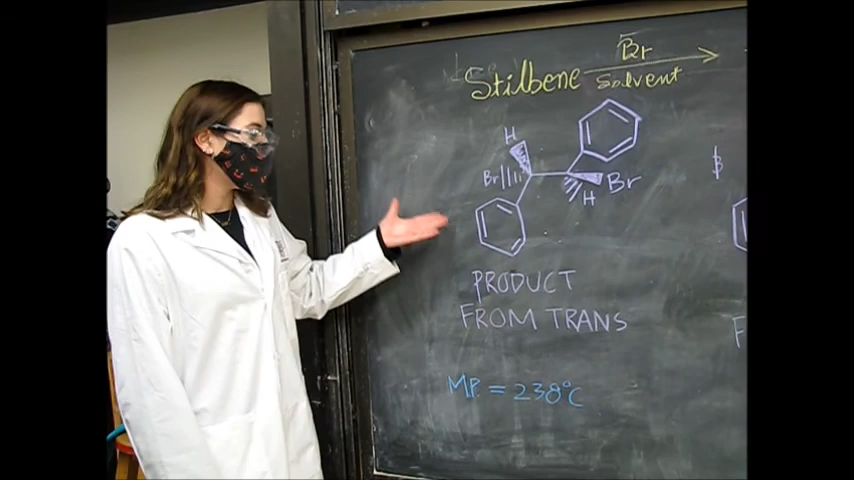 Stilbene Br
Solvent
H
Br
Br
H
PRODUCT
FROM TRANS
F
MP. = 238°C